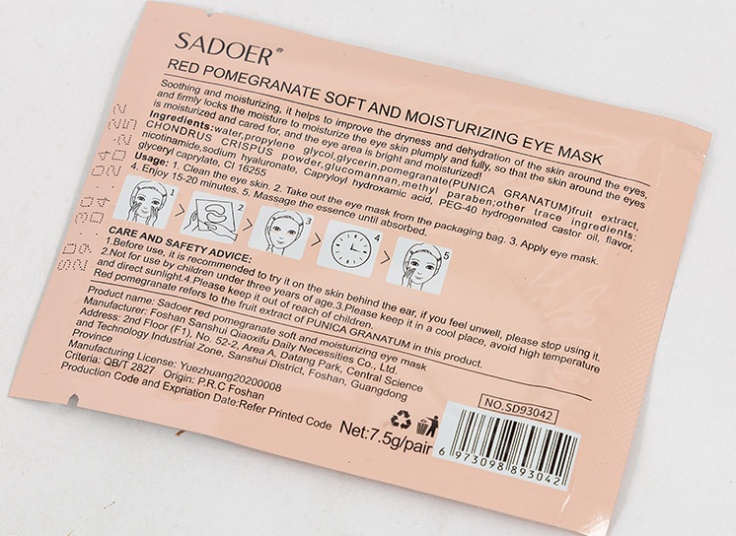 SADOER®
RED POMEGRANATE SOFT AND MOISTURIZING EYE MASK
Soothing and moisturizing, it helps to improve the dryness and dehydration of the skin around the eyes,
and firmly locks the moisture to moisturize the eye skin plumply and fully, so that the skin around the eyes
is moisturized and cared for, and the eye area is bright and moisturized!
Ingredients:water,propylene glycol,glycerin,pomegranate(PUNICA GRANATUM)fruit extract,
CHONDRUS CRISPUS powder,glucomannan,methyl paraben;other trace ingredients:
nicotinamide,sodium hyaluronate, Capryloyl hydroxamic acid, PEG-40 hydrogenated castor oil, flavor,
glyceryl caprylate, CI 16255
Usage: 1. Clean the eye skin. 2. Take out the eye mask from the packaging bag. 3. Apply eye mask.
4. Enjoy 15-20 minutes. 5. Massage the essence until absorbed.
1 > 2 > 3 > 4 > 5
CARE AND SAFETY ADVICE:
1.Before use, it is recommended to try it on the skin behind the ear, if you feel unwell, please stop using it.
2.Not for use by children under three years of age.3.Please keep it in a cool place, avoid high temperature
and direct sunlight.4.Please keep it out of reach of children.
Red pomegranate refers to the fruit extract of PUNICA GRANATUM in this product.
Product name: Sadoer red pomegranate soft and moisturizing eye mask
Manufacturer: Foshan Sanshui Qiaoxifu Daily Necessities Co., Ltd.
Address: 2nd Floor (F1), No. 52-2, Area A, Datang Park, Central Science
and Technology Industrial Zone, Sanshui District, Foshan, Guangdong
Province
Manufacturing License: Yuezhuang20200008
Criteria: QB/T 2827 Origin: P.R.C Foshan
Production Code and Expriation Date:Refer Printed Code
Net:7.5g/pair
NO.SD93042
6 973098 893042